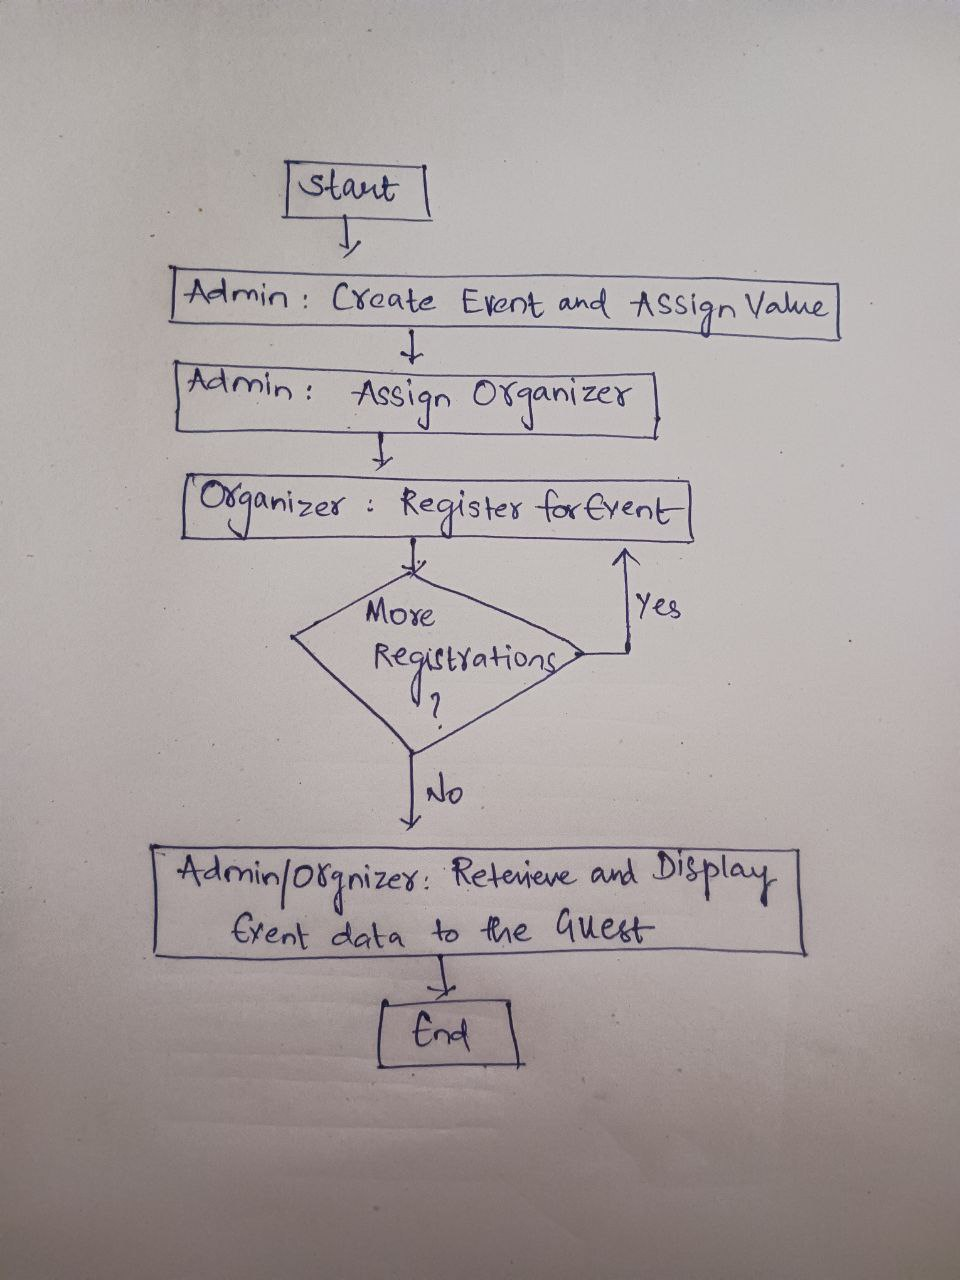 Start
Admin: Create Event and Assign Value
Admin: Assign Organizer
Organizer: Register for Event
More
Registrations
?
Yes
No
Admin/Orgnizer: Reterieve and Display
Event data to the Guest
End